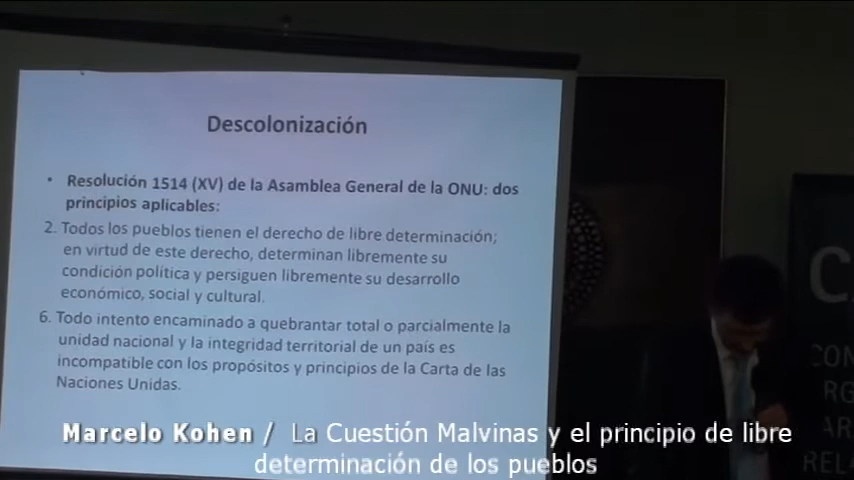 Descolonización
• Resolución 1514 (XV) de la Asamblea General de la ONU: dos
principios aplicables:
2. Todos los pueblos tienen el derecho de libre determinación;
en virtud de este derecho, determinan libremente su
condición política y persiguen libremente su desarrollo
económico, social y cultural.
6. Todo intento encaminado a quebrantar total o parcialmente la
unidad nacional y la integridad territorial de un país es
incompatible con los propósitos y principios de la Carta de las
Naciones Unidas.
Marcelo Kohen / La Cuestión Malvinas y el principio de libre
determinación de los pueblos